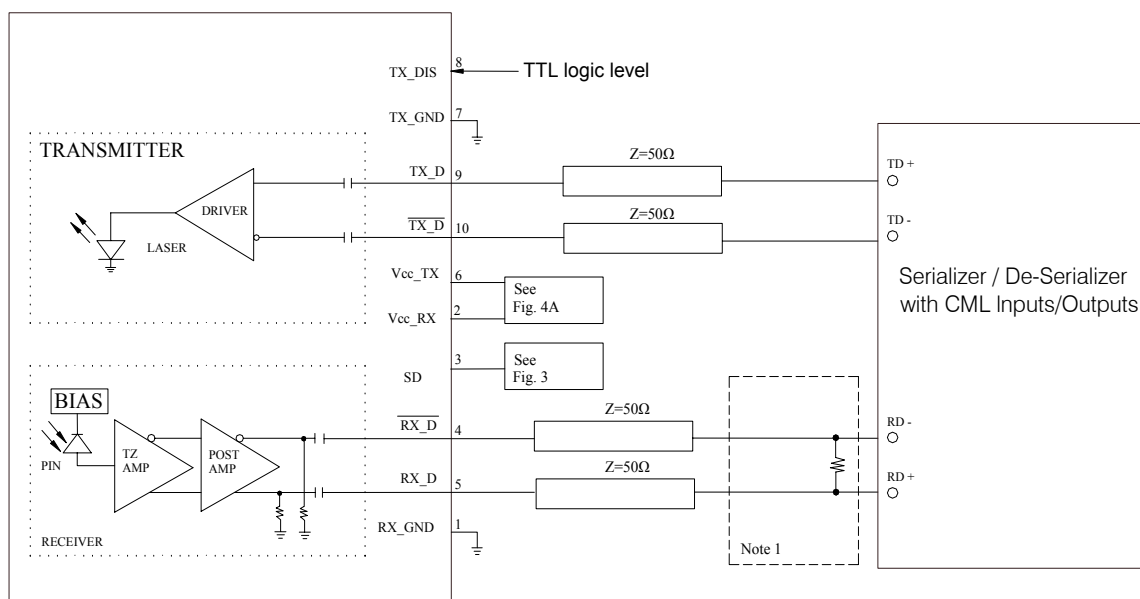 TX_DIS
8
TTL logic level
TX_GND
7
TRANSMITTER
DRIVER
LASER
TX_D
9
Z=50Ω
TD +
TX_D
10
Z=50Ω
TD -
Vcc_TX
6
See
Fig. 4A
Vcc_RX
2
Serializer / De-Serializer
with CML Inputs/Outputs
SD
3
See
Fig. 3
BIAS
PIN
TZ
AMP
POST
AMP
RECEIVER
RX_D
4
Z=50Ω
RD -
RX_D
5
Z=50Ω
RD +
RX_GND
1
Note 1